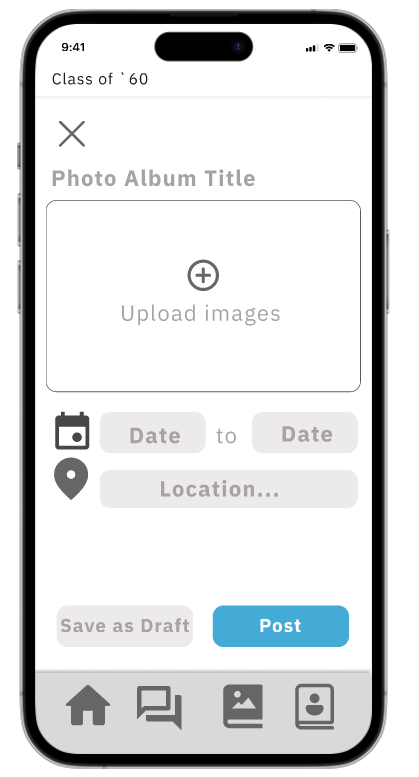 9:41
Class of `60
Photo Album Title
Upload images
Date to Date
Location...
Save as Draft Post